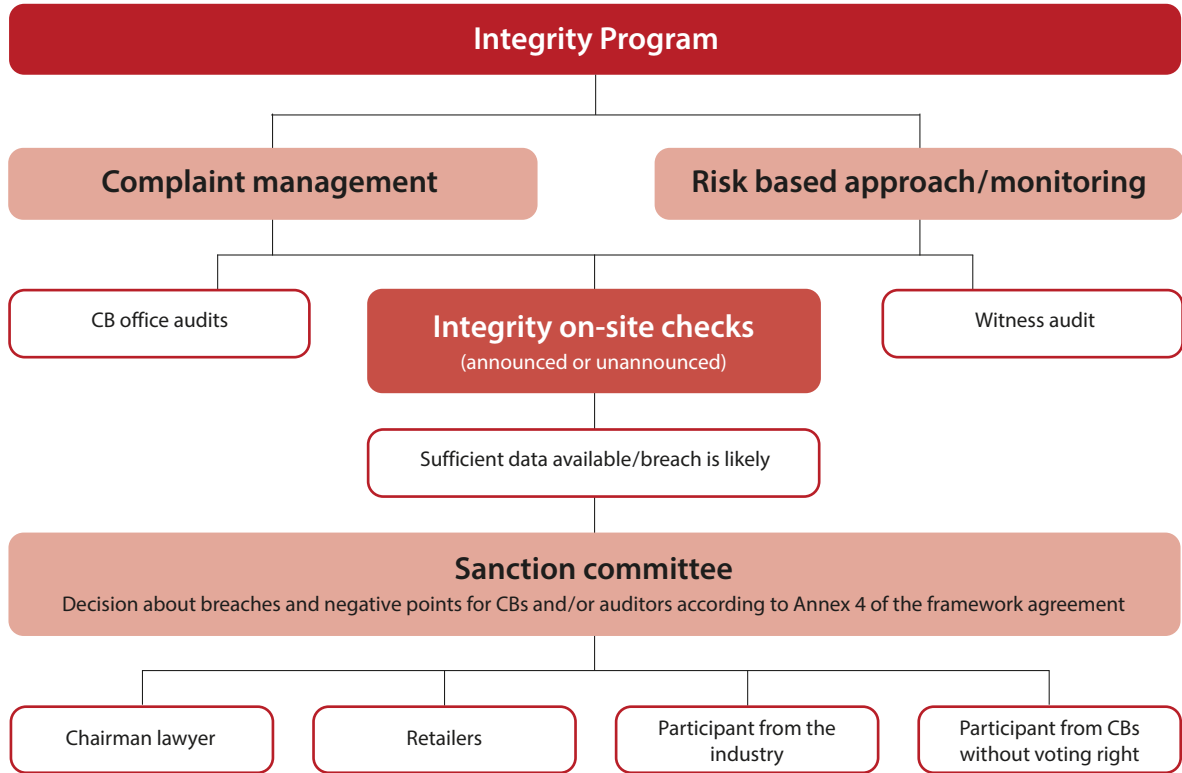 Integrity Program
Complaint management
Risk based approach/monitoring
CB office audits
Integrity on-site checks
(announced or unannounced)
Witness audit
Sufficient data available/breach is likely
Sanction committee
Decision about breaches and negative points for CBs and/or auditors according to Annex 4 of the framework agreement
Chairman lawyer
Retailers
Participant from the
industry
Participant from CBs
without voting right